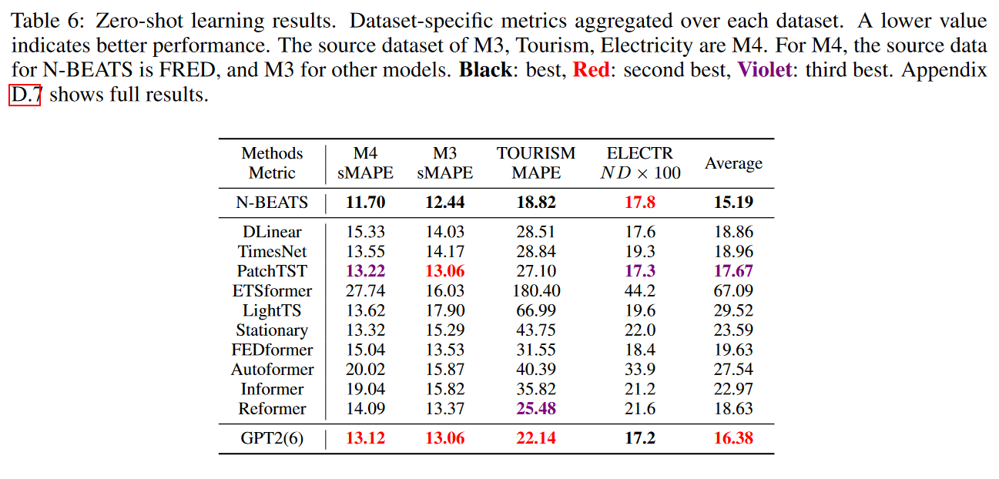 Table 6: Zero-shot learning results. Dataset-specific metrics aggregated over each dataset. A lower value
indicates better performance. The source dataset of M3, Tourism, Electricity are M4. For M4, the source data
for N-BEATS is FRED, and M3 for other models. Black: best, Red: second best, Violet: third best. Appendix
D.7 shows full results.
Methods M4 M3 TOURISM ELECTR Average
Metric sMAPE sMAPE MAPE ND × 100
N-BEATS 11.70 12.44 18.82 17.8 15.19
DLinear 15.33 14.03 28.51 17.6 18.86
TimesNet 13.55 14.17 28.84 19.3 18.96
PatchTST 13.22 13.06 27.10 17.3 17.67
ETSformer 27.74 16.03 180.40 44.2 67.09
LightTS 13.62 17.90 66.99 19.6 29.52
Stationary 13.32 15.29 43.75 22.0 23.59
FEDformer 15.04 13.53 31.55 18.4 19.63
Autoformer 20.02 15.87 40.39 33.9 27.54
Informer 19.04 15.82 35.82 21.2 22.97
Reformer 14.09 13.37 25.48 21.6 18.63
GPT2(6) 13.12 13.06 22.14 17.2 16.38